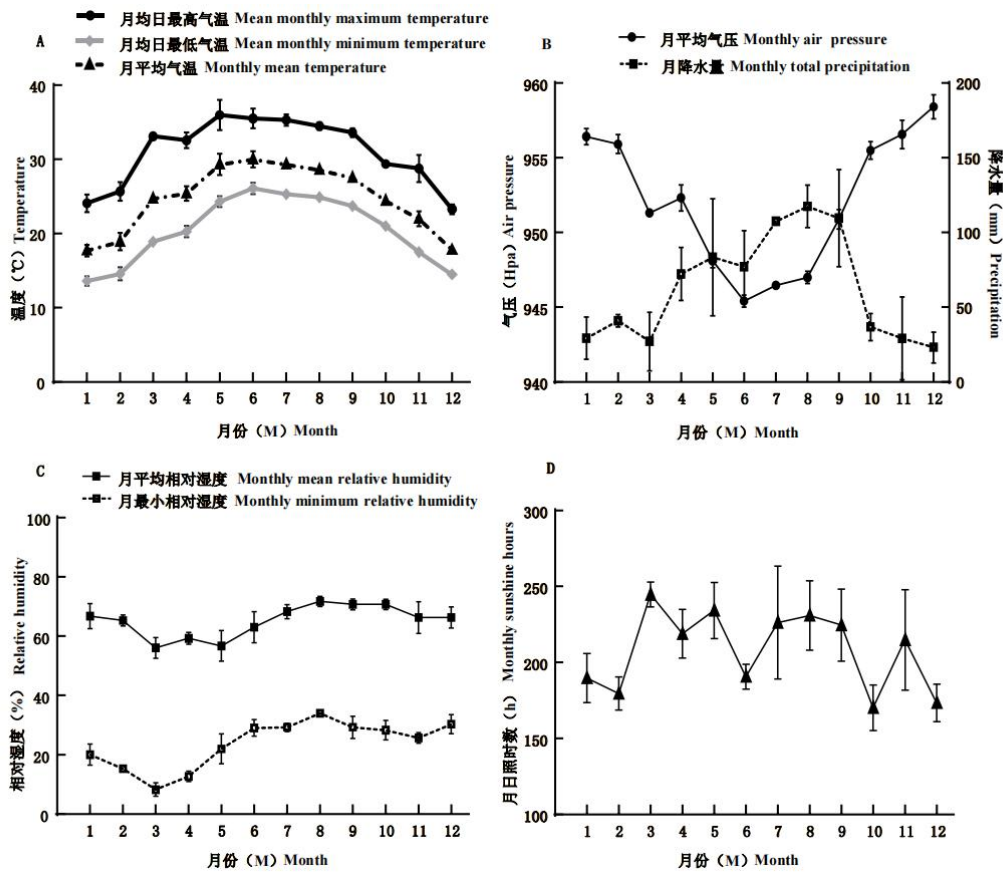 A
月均日最高气温 Mean monthly maximum temperature
月均日最低气温 Mean monthly minimum temperature
月平均气温 Monthly mean temperature
温度（℃）Temperature
40
30
20
10
0
1 2 3 4 5 6 7 8 9 10 11 12
月份（M）Month
B
月平均气压 Monthly air pressure
月降水量 Monthly total precipitation
气压（Hpa）Air pressure
960
955
950
945
940
200
150
100
50
0
降水量（mm）Precipitation
1 2 3 4 5 6 7 8 9 10 11 12
月份（M）Month
C
月平均相对湿度 Monthly mean relative humidity
月最小相对湿度 Monthly minimum relative humidity
相对湿度（%）Relative humidity
100
80
60
40
20
0
1 2 3 4 5 6 7 8 9 10 11 12
月份（M）Month
D
月日照时数（h）Monthly sunshine hours
300
250
200
150
100
1 2 3 4 5 6 7 8 9 10 11 12
月份（M）Month